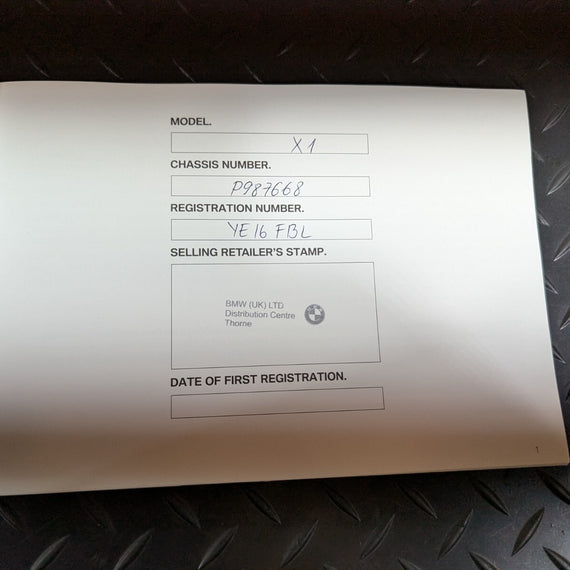 MODEL.
X1
CHASSIS NUMBER.
P987668
REGISTRATION NUMBER.
YE16 FBL
SELLING RETAILER'S STAMP.
BMW (UK) LTD
Distribution Centre
Thorne
DATE OF FIRST REGISTRATION.
1